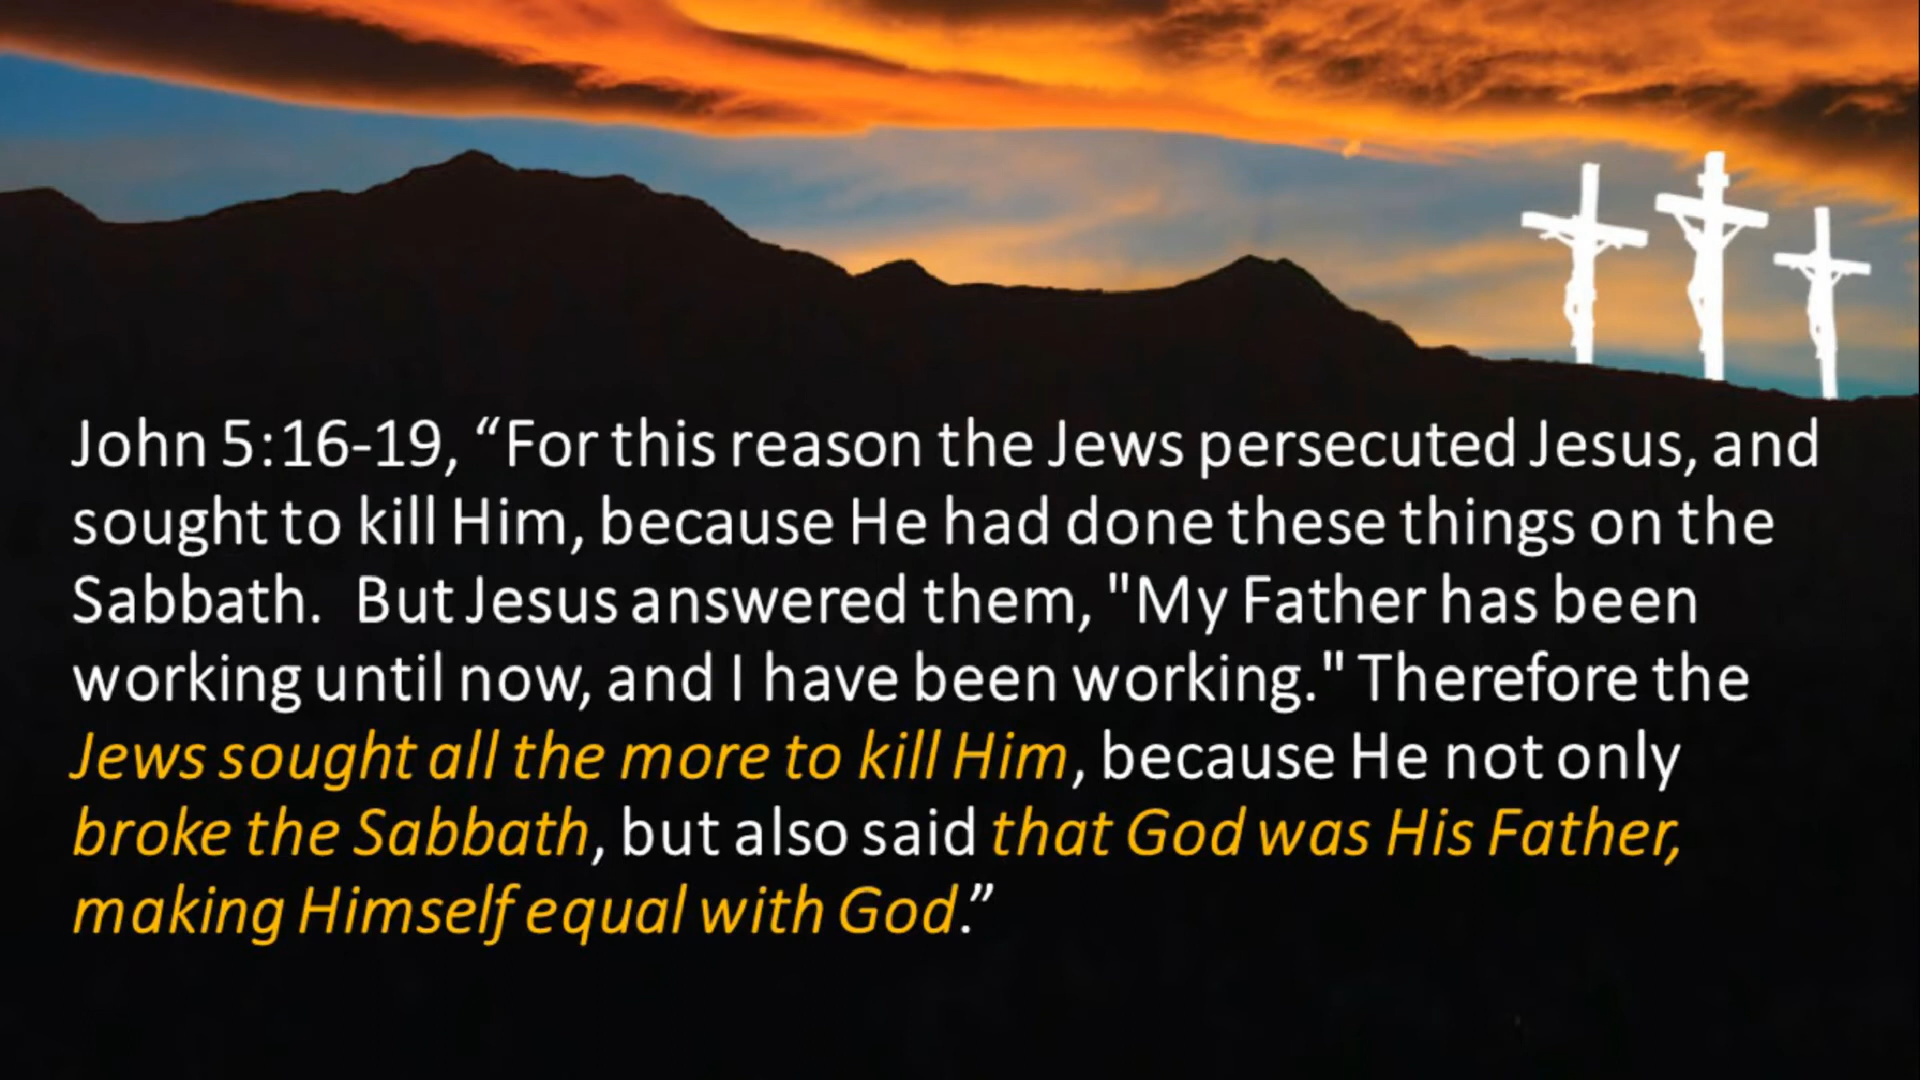 John 5:16-19, “For this reason the Jews persecuted Jesus, and
sought to kill Him, because He had done these things on the
Sabbath.  But Jesus answered them, "My Father has been
working until now, and I have been working." Therefore the
Jews sought all the more to kill Him, because He not only
broke the Sabbath, but also said that God was His Father,
making Himself equal with God.”